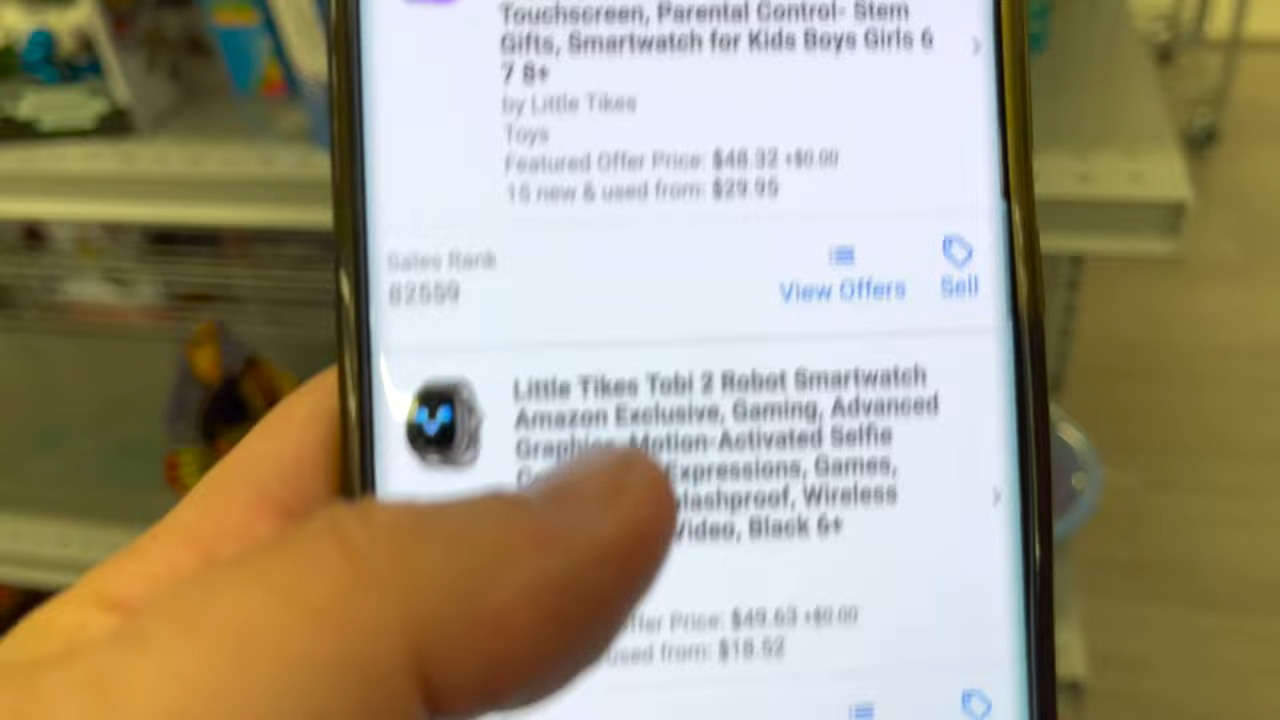 Touchscreen, Parental Control- Stem
Gifts, Smartwatch for Kids Boys Girls 6
7 8+
by Little Tikes
Toys
Featured Offer Price: $48.32 +$0.00
15 new & used from: $29.95
Sales Rank
82559
View Offers
Sell
Little Tikes Tobi 2 Robot Smartwatch
Amazon Exclusive, Gaming, Advanced
Graphics, Motion-Activated Selfie
Expressions, Games,
Wireless
Video, Black 6+
Price: $49.63 +$0.00
used from: $18.52